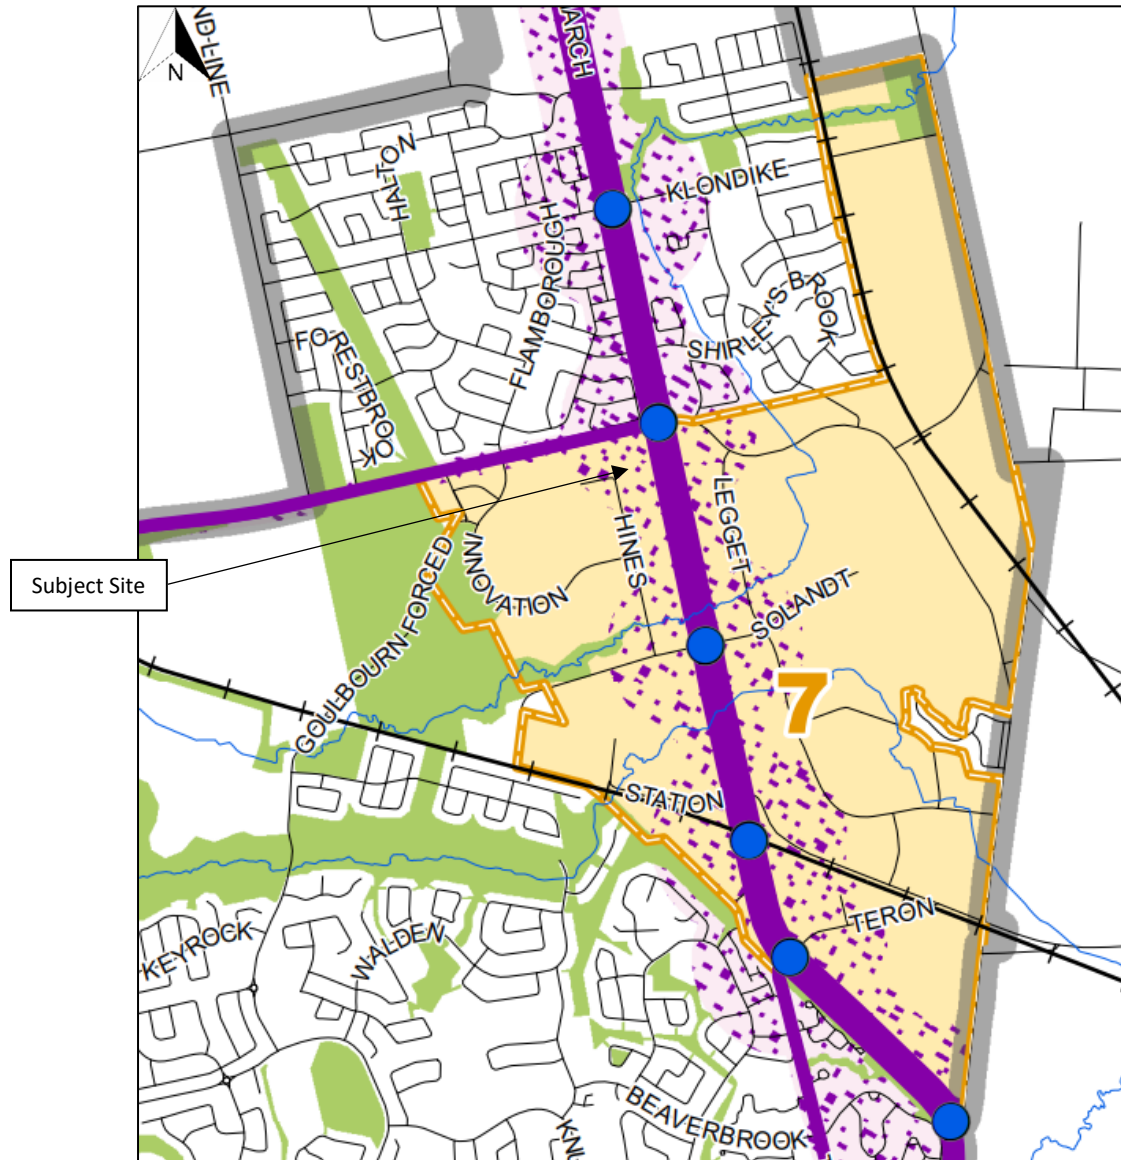 ND-LINE
N
ARCH
HALTON
KLONDIKE
FLAMBOROUGH
SHIRLEY'S BROOK
FORESTBROOK
LEGGET
HINES
INNOVATION
GOULBOURN FORCED
Subject Site
SOLANDT
7
STATION
TERON
KEYROCK
WALDEN
BEAVERBROOK